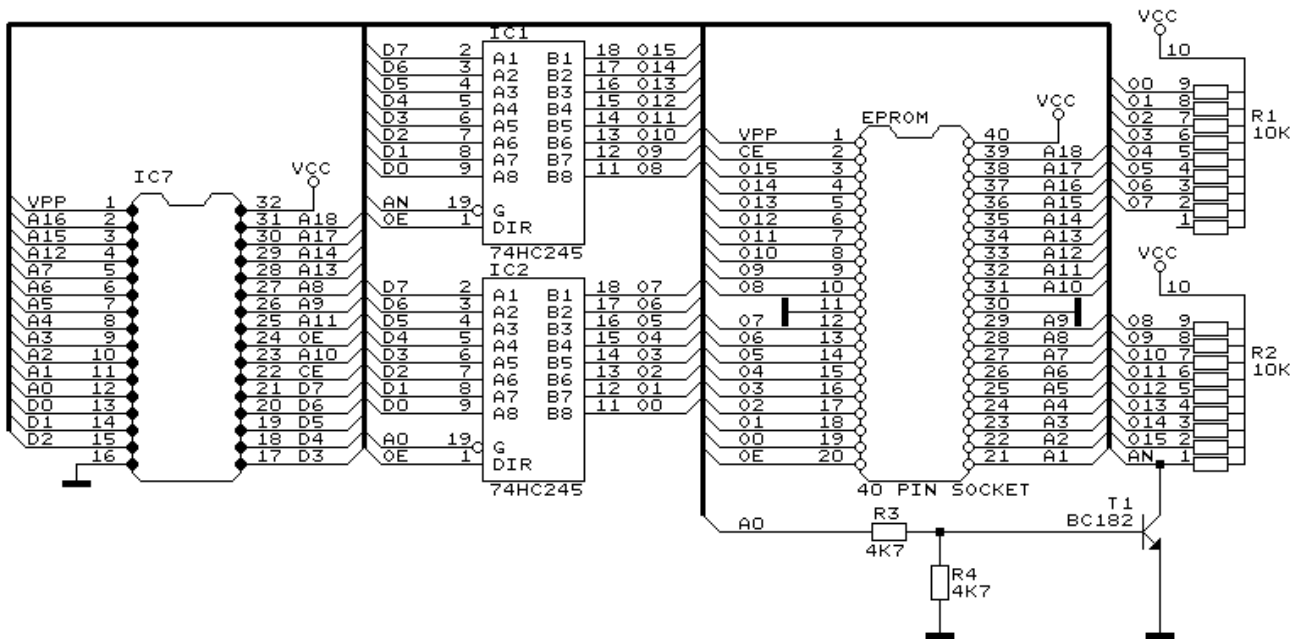 IC7
VCC
VPP 1 32
A16 2 31 A18
A15 3 30 A17
A12 4 29 A14
A7 5 28 A13
A6 6 27 A8
A5 7 26 A9
A4 8 25 A11
A3 9 24 OE
A2 10 23 A10
A1 11 22 CE
A0 12 21 D7
D0 13 20 D6
D1 14 19 D5
D2 15 18 D4
16 17 D3
IC1
D7 2 A1 B1 18 O15
D6 3 A2 B2 17 O14
D5 4 A3 B3 16 O13
D4 5 A4 B4 15 O12
D3 6 A5 B5 14 O11
D2 7 A6 B6 13 O10
D1 8 A7 B7 12 O9
D0 9 A8 B8 11 O8
AN 19 G
OE 1 DIR
74HC245
IC2
D7 2 A1 B1 18 O7
D6 3 A2 B2 17 O6
D5 4 A3 B3 16 O5
D4 5 A4 B4 15 O4
D3 6 A5 B5 14 O3
D2 7 A6 B6 13 O2
D1 8 A7 B7 12 O1
D0 9 A8 B8 11 O0
A0 19 G
OE 1 DIR
74HC245
EPROM
VCC
VPP 1 40
CE 2 39 A18
O15 3 38 A17
O14 4 37 A16
O13 5 36 A15
O12 6 35 A14
O11 7 34 A13
O10 8 33 A12
O9 9 32 A11
O8 10 31 A10
11 30
O7 12 29 A9
O6 13 28 A8
O5 14 27 A7
O4 15 26 A6
O3 16 25 A5
O2 17 24 A4
O1 18 23 A3
O0 19 22 A2
OE 20 21 A1
40 PIN SOCKET
VCC
10
O0 9
O1 8
O2 7
O3 6
O4 5
O5 4
O6 3
O7 2
1
R1
10K
VCC
10
O8 9
O9 8
O10 7
O11 6
O12 5
O13 4
O14 3
O15 2
AN 1
R2
10K
A0
R3
4K7
R4
4K7
T1
BC182